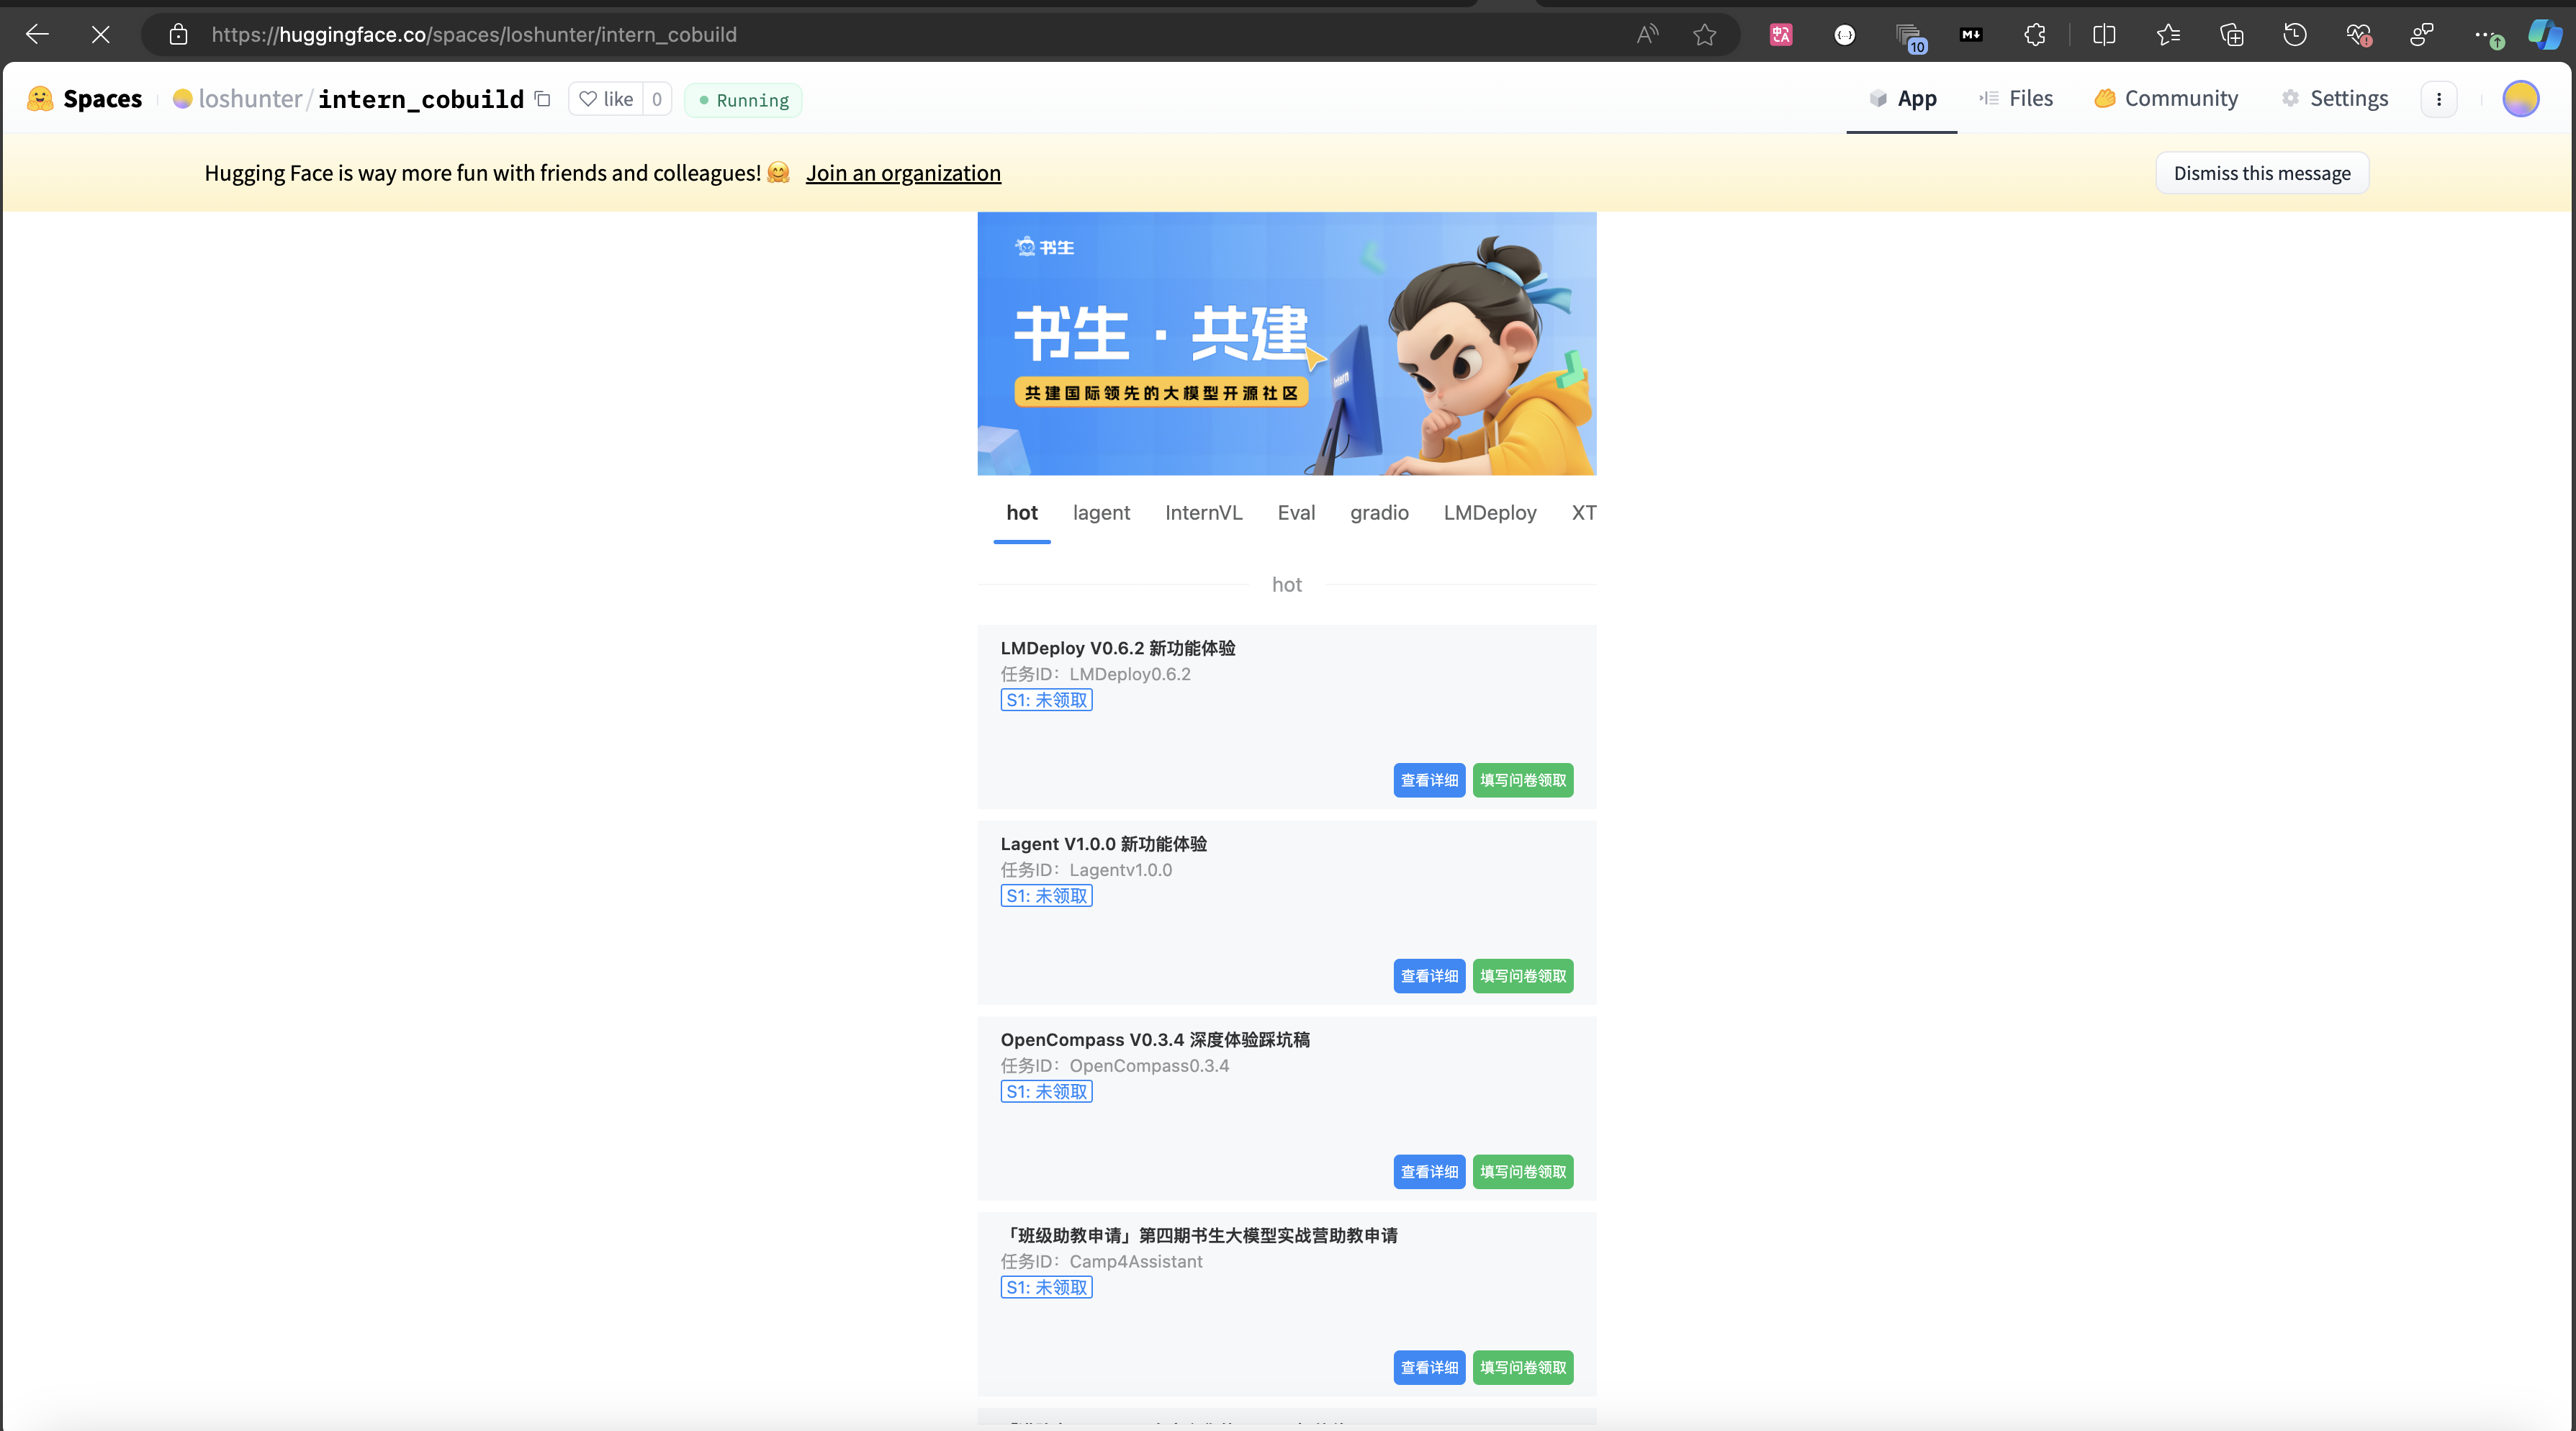 https://huggingface.co/spaces/loshunter/intern_cobuild
10
Spaces loshunter/intern_cobuild like 0 Running App Files Community Settings
Hugging Face is way more fun with friends and colleagues! 🤗 Join an organization Dismiss this message
书生
书生·共建
Intern
共建国际领先的大模型开源社区
hot lagent InternVL Eval gradio LMDeploy XT
hot
LMDeploy V0.6.2 新功能体验
任务ID：LMDeploy0.6.2
S1: 未领取
查看详细 填写问卷领取
Lagent V1.0.0 新功能体验
任务ID：Lagentv1.0.0
S1: 未领取
查看详细 填写问卷领取
OpenCompass V0.3.4 深度体验踩坑稿
任务ID：OpenCompass0.3.4
S1: 未领取
查看详细 填写问卷领取
「班级助教申请」第四期书生大模型实战营助教申请
任务ID：Camp4Assistant
S1: 未领取
查看详细 填写问卷领取